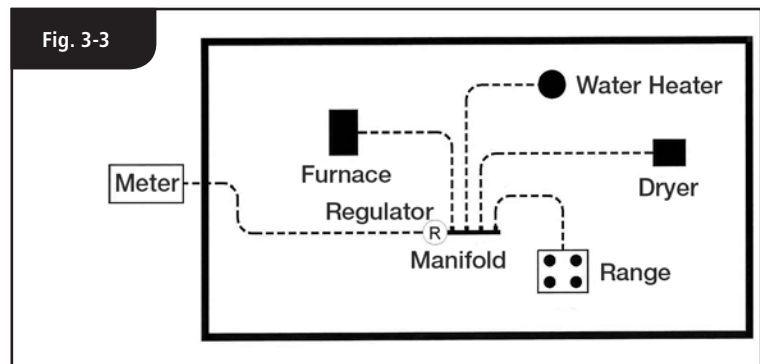 Fig. 3-3
Water Heater
Furnace
Meter
Dryer
Regulator
R
Manifold
Range